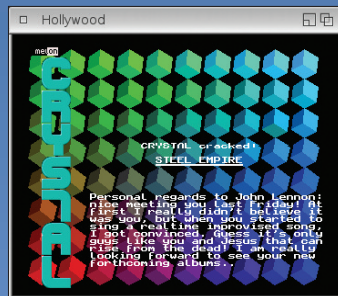 Hollywood
melon
CRYSTAL
CRYSTAL cracked!
STEEL EMPIRE
Personal regards to John Lennon:
nice meeting you last Friday! At
first I really didn't believe it
was you, but when you started to
sing a realtime improvised song,
I got convinced. Guess it's only
guys like you and Jesus that can
rise from the dead! I am really
looking forward to see your new
forthcoming albums..